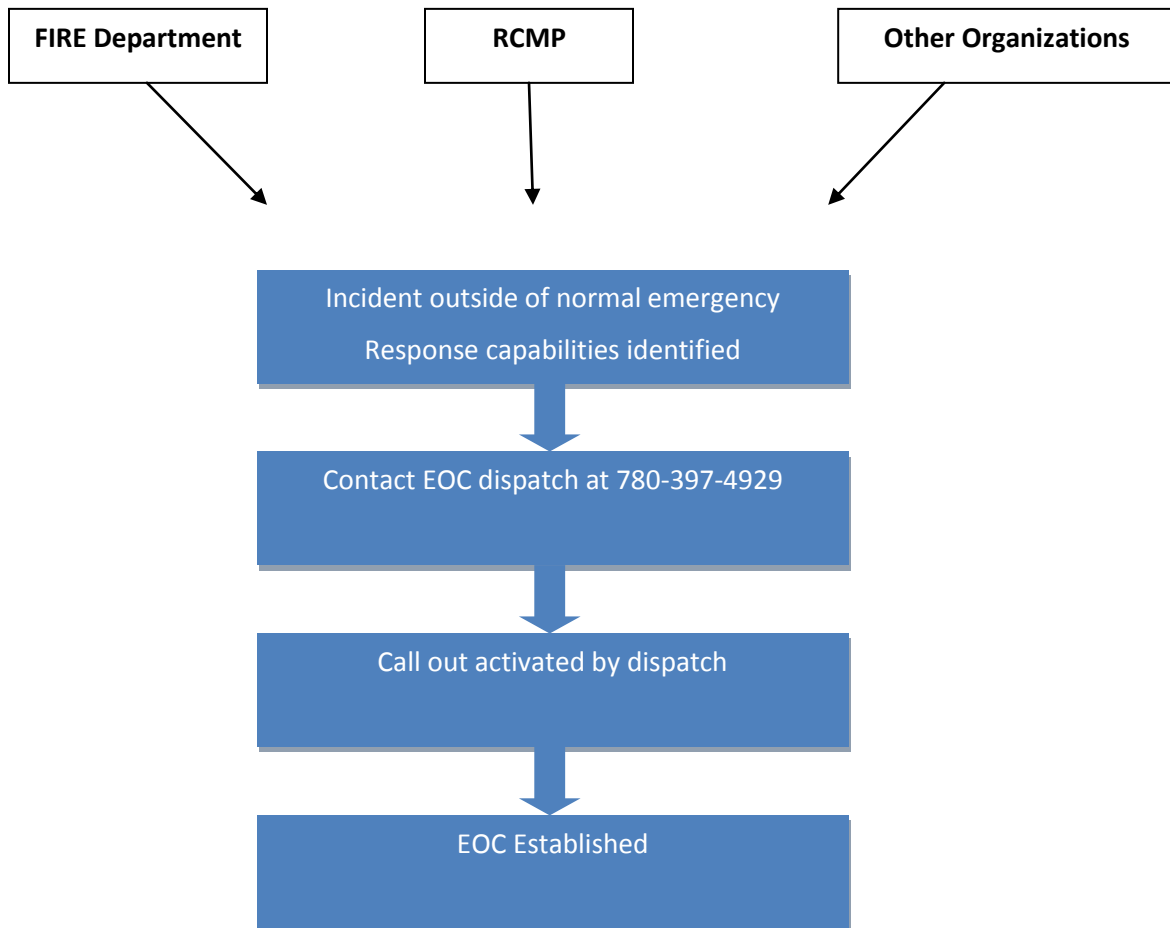 FIRE Department
RCMP
Other Organizations
Incident outside of normal emergency
Response capabilities identified
Contact EOC dispatch at 780-397-4929
Call out activated by dispatch
EOC Established